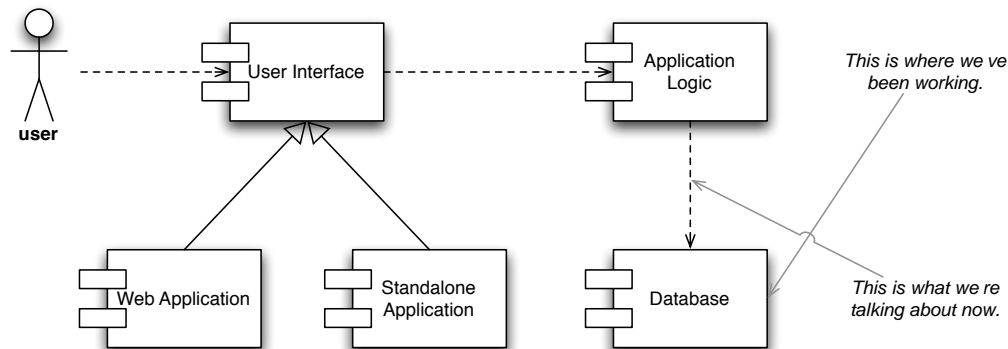 User Interface
Application
Logic
This is where we ve
been working.
user
Web Application
Standalone
Application
Database
This is what we re
talking about now.